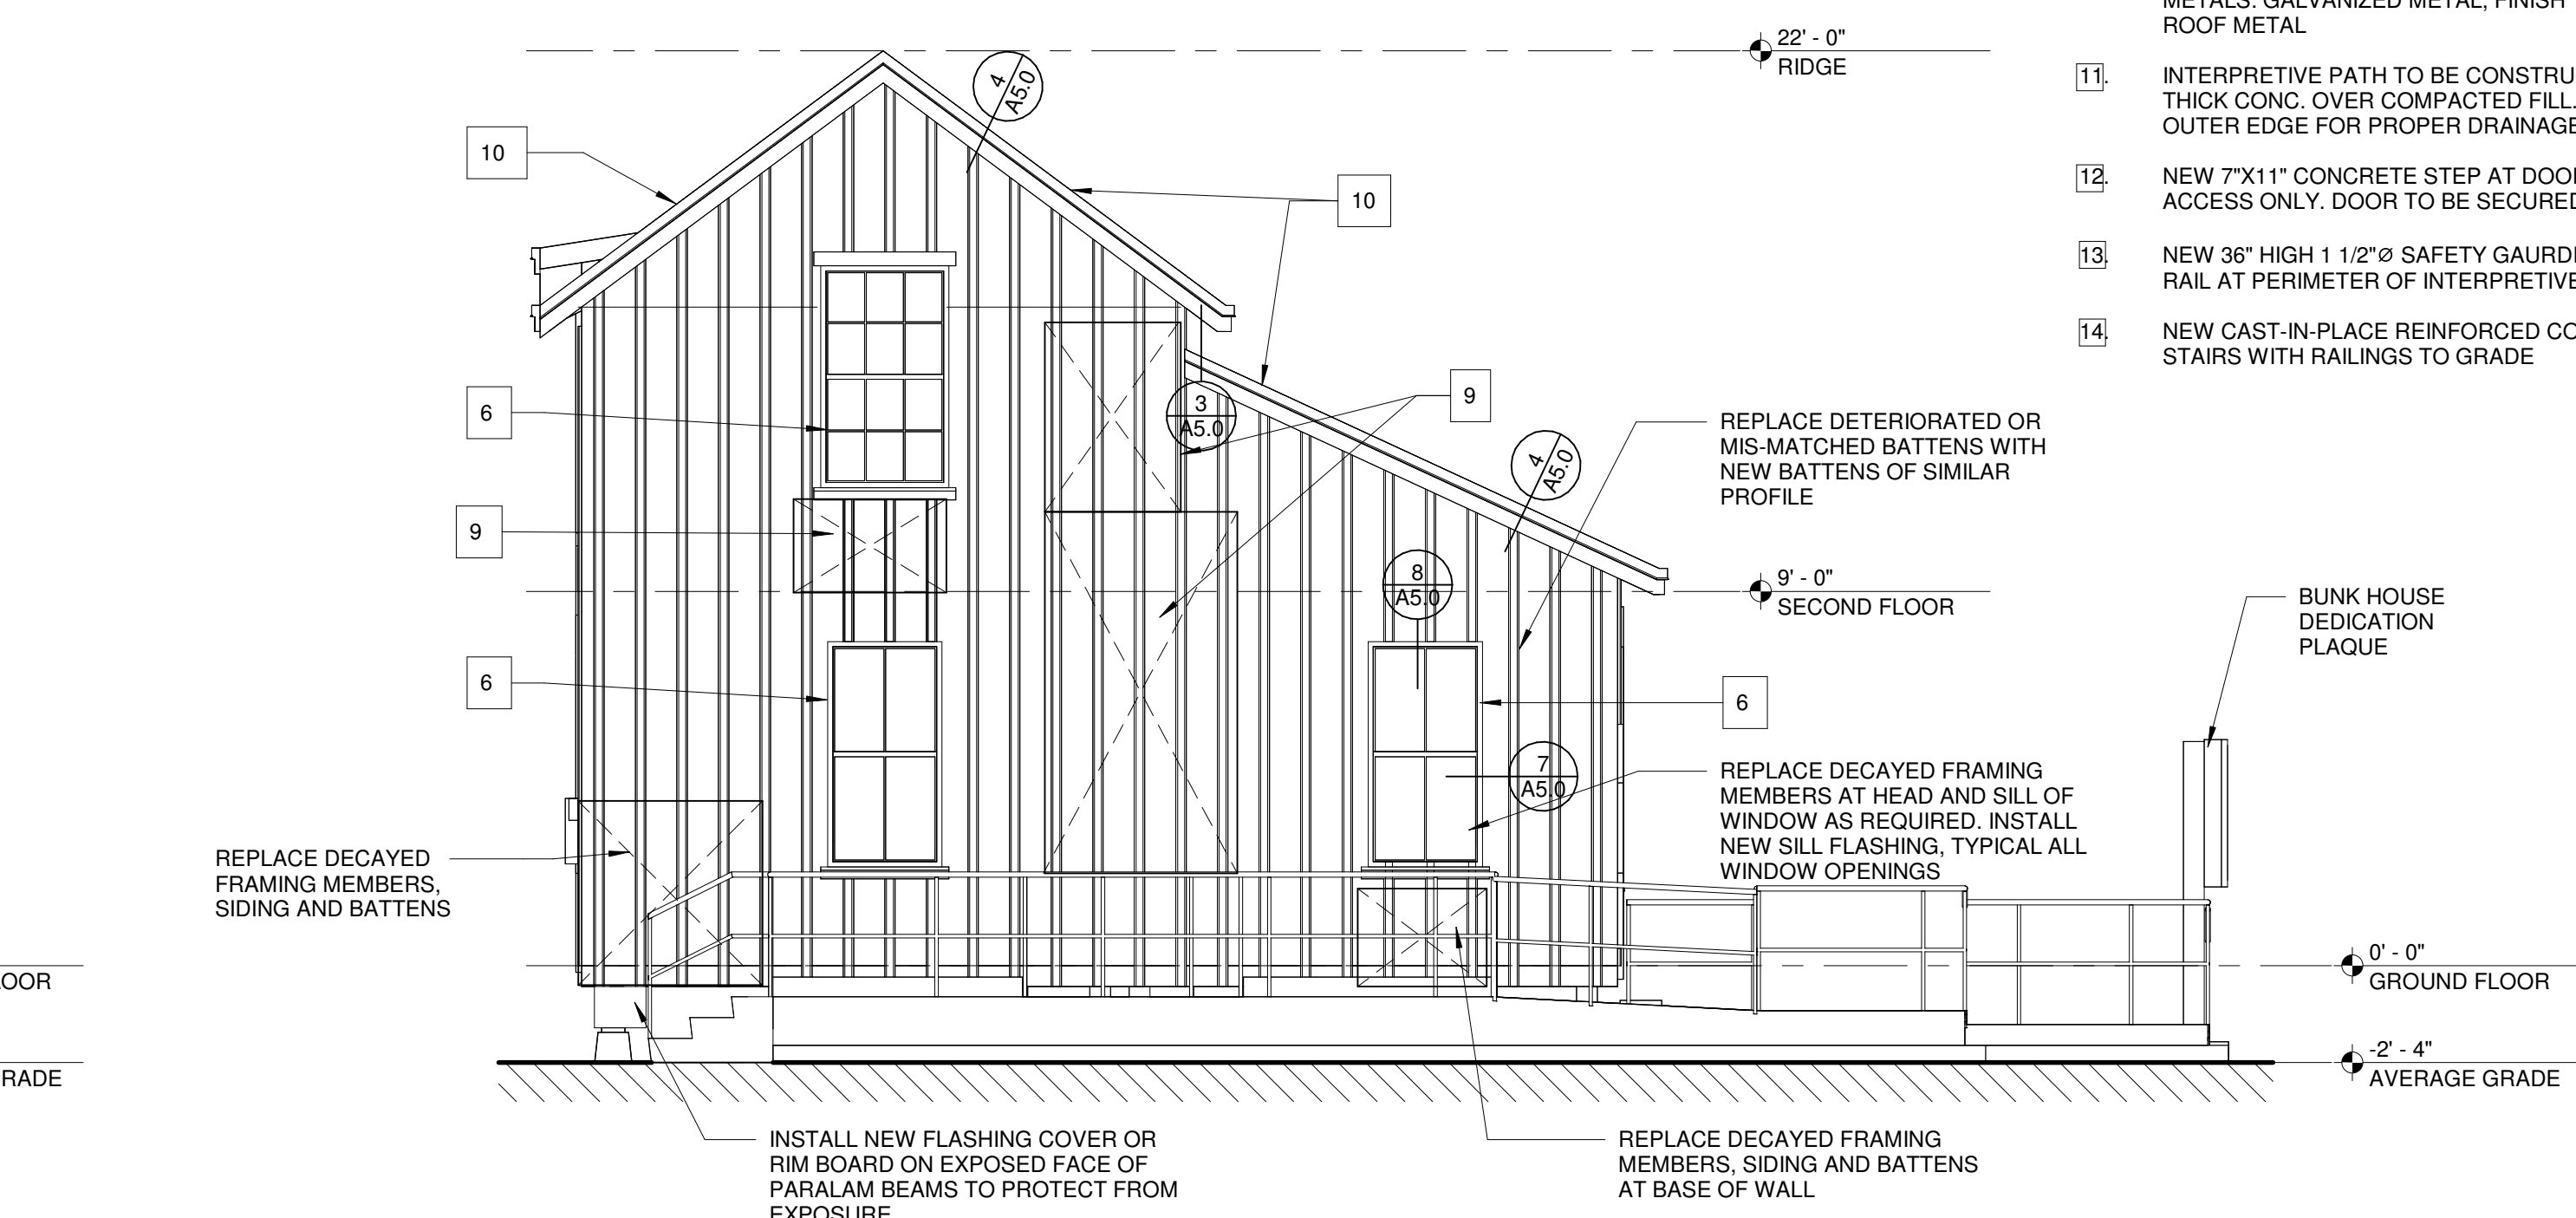 METALS. GALVANIZED METAL, FINISH
ROOF METAL
11. INTERPRETIVE PATH TO BE CONSTRU
THICK CONC. OVER COMPACTED FILL.
OUTER EDGE FOR PROPER DRAINAGE
12. NEW 7"X11" CONCRETE STEP AT DOOR
ACCESS ONLY. DOOR TO BE SECURED
13. NEW 36" HIGH 1 1/2"Ø SAFETY GAURD
RAIL AT PERIMETER OF INTERPRETIVE
14. NEW CAST-IN-PLACE REINFORCED CO
STAIRS WITH RAILINGS TO GRADE
22' - 0"
RIDGE
4
A5.0
10
10
6
3
A5.0
9
REPLACE DETERIORATED OR
MIS-MATCHED BATTENS WITH
NEW BATTENS OF SIMILAR
PROFILE
4
A5.0
9
8
A5.0
9' - 0"
SECOND FLOOR
BUNK HOUSE
DEDICATION
PLAQUE
6
6
7
A5.0
REPLACE DECAYED FRAMING
MEMBERS AT HEAD AND SILL OF
WINDOW AS REQUIRED. INSTALL
NEW SILL FLASHING, TYPICAL ALL
WINDOW OPENINGS
REPLACE DECAYED
FRAMING MEMBERS,
SIDING AND BATTENS
OOR
0' - 0"
GROUND FLOOR
RADE
-2' - 4"
AVERAGE GRADE
INSTALL NEW FLASHING COVER OR
RIM BOARD ON EXPOSED FACE OF
PARALAM BEAMS TO PROTECT FROM
EXPOSURE
REPLACE DECAYED FRAMING
MEMBERS, SIDING AND BATTENS
AT BASE OF WALL